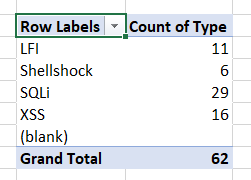 Row Labels Count of Type
LFI 11
Shellshock 6
SQLi 29
XSS 16
(blank)
Grand Total 62